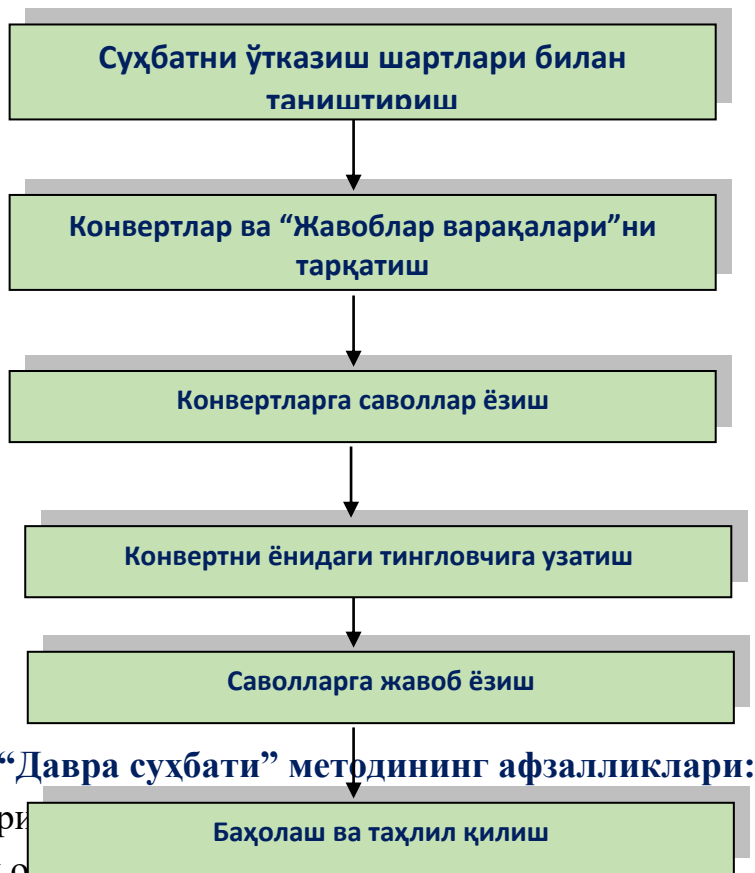 Суҳбатни ўтказиш шартлари билан
таништириш
Конвертлар ва “Жавоблар варақалари”ни
тарқатиш
Конвертларга саволлар ёзиш
Конвертни ёнидаги тингловчига узатиш
Саволларга жавоб ёзиш
“Давра суҳбати” методининг афзалликлари:
Баҳолаш ва таҳлил қилиш